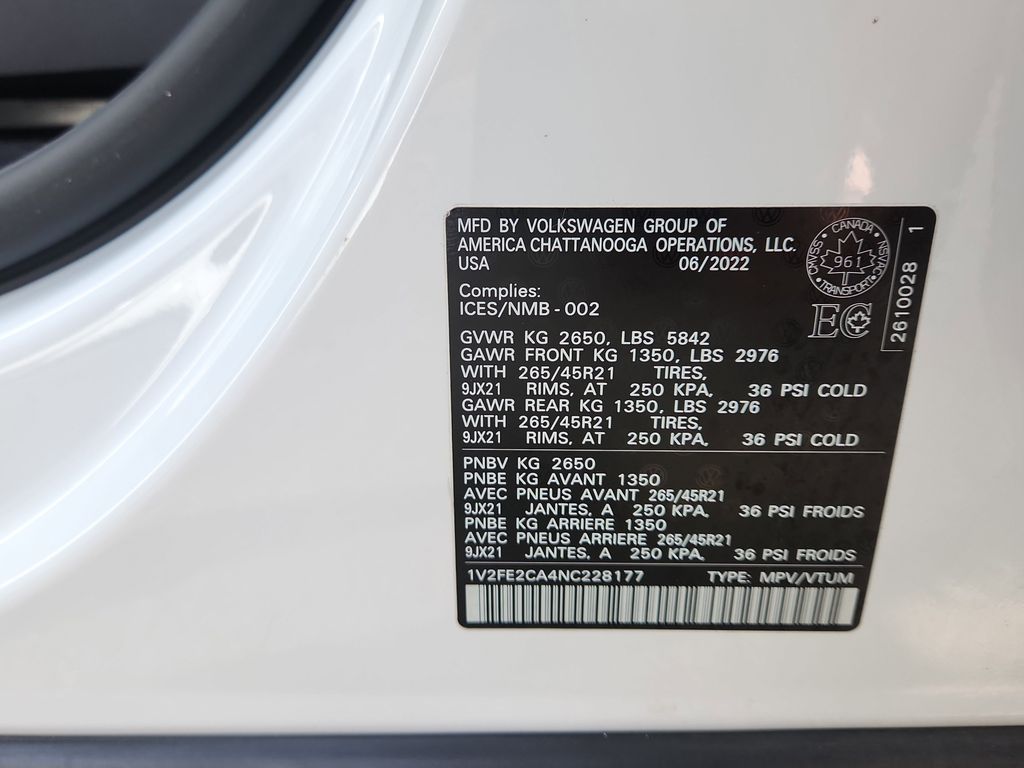 MFD BY VOLKSWAGEN GROUP OF
AMERICA CHATTANOOGA OPERATIONS, LLC.
USA 06/2022
CMVSS CANADA NSVAC
961
TRANSPORT
EC
2610028 1
Complies:
ICES/NMB - 002
GVWR KG 2650, LBS 5842
GAWR FRONT KG 1350, LBS 2976
WITH 265/45R21 TIRES,
9JX21 RIMS, AT 250 KPA, 36 PSI COLD
GAWR REAR KG 1350, LBS 2976
WITH 265/45R21 TIRES,
9JX21 RIMS, AT 250 KPA, 36 PSI COLD
PNBV KG 2650
PNBE KG AVANT 1350
AVEC PNEUS AVANT 265/45R21
9JX21 JANTES, A 250 KPA, 36 PSI FROIDS
PNBE KG ARRIERE 1350
AVEC PNEUS ARRIERE 265/45R21
9JX21 JANTES, A 250 KPA, 36 PSI FROIDS
1V2FE2CA4NC228177 TYPE: MPV/VTUM